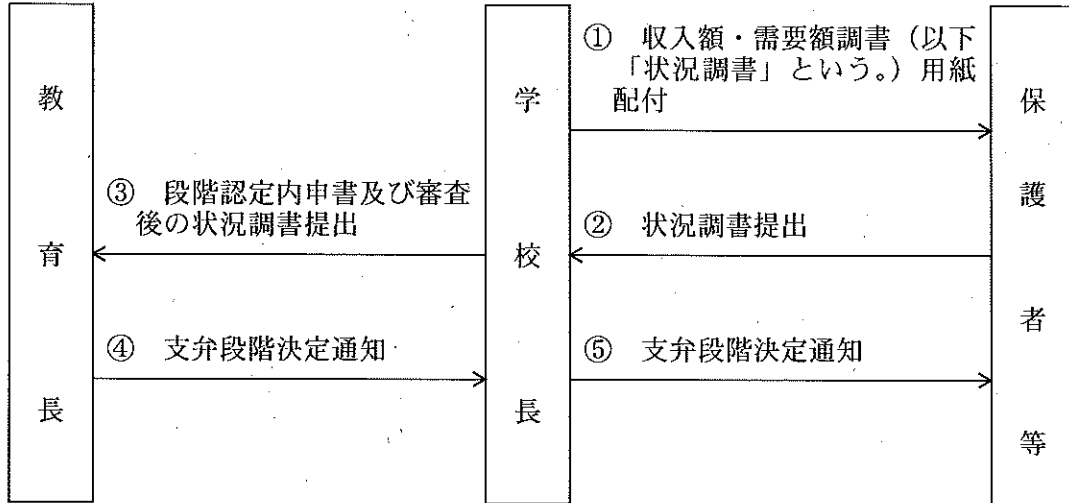 教育長
学校長
保護者等
① 収入額・需要額調書（以下
「状況調書」という。）用紙
配付
② 状況調書提出
③ 段階認定内申書及び審査
後の状況調書提出
④ 支弁段階決定通知
⑤ 支弁段階決定通知